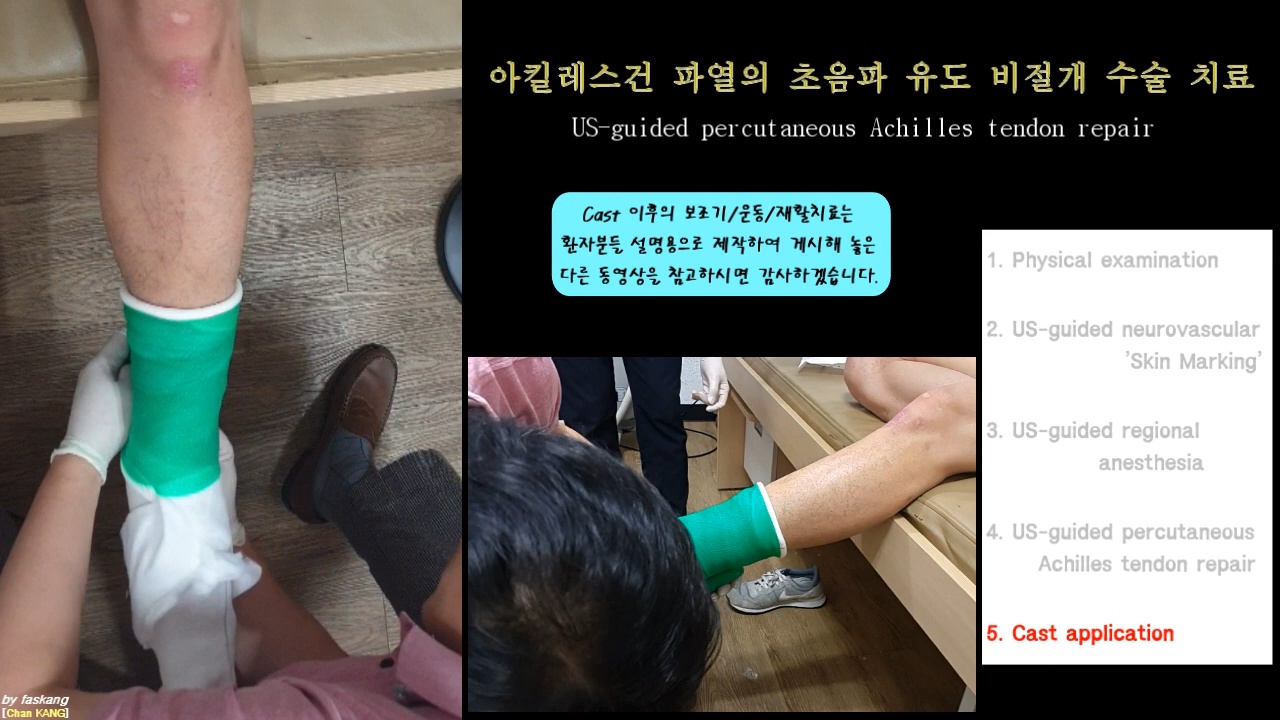 아킬레스건 파열의 초음파 유도 비절개 수술 치료
US-guided percutaneous Achilles tendon repair
Cast 이후의 보조기/운동/재활치료는
환자분들 설명용으로 제작하여 게시해 놓은
다른 동영상을 참고하시면 감사하겠습니다.
1. Physical examination
2. US-guided neurovascular
'Skin Marking'
3. US-guided regional
anesthesia
4. US-guided percutaneous
Achilles tendon repair
5. Cast application
by faskang
[Chan KANG]